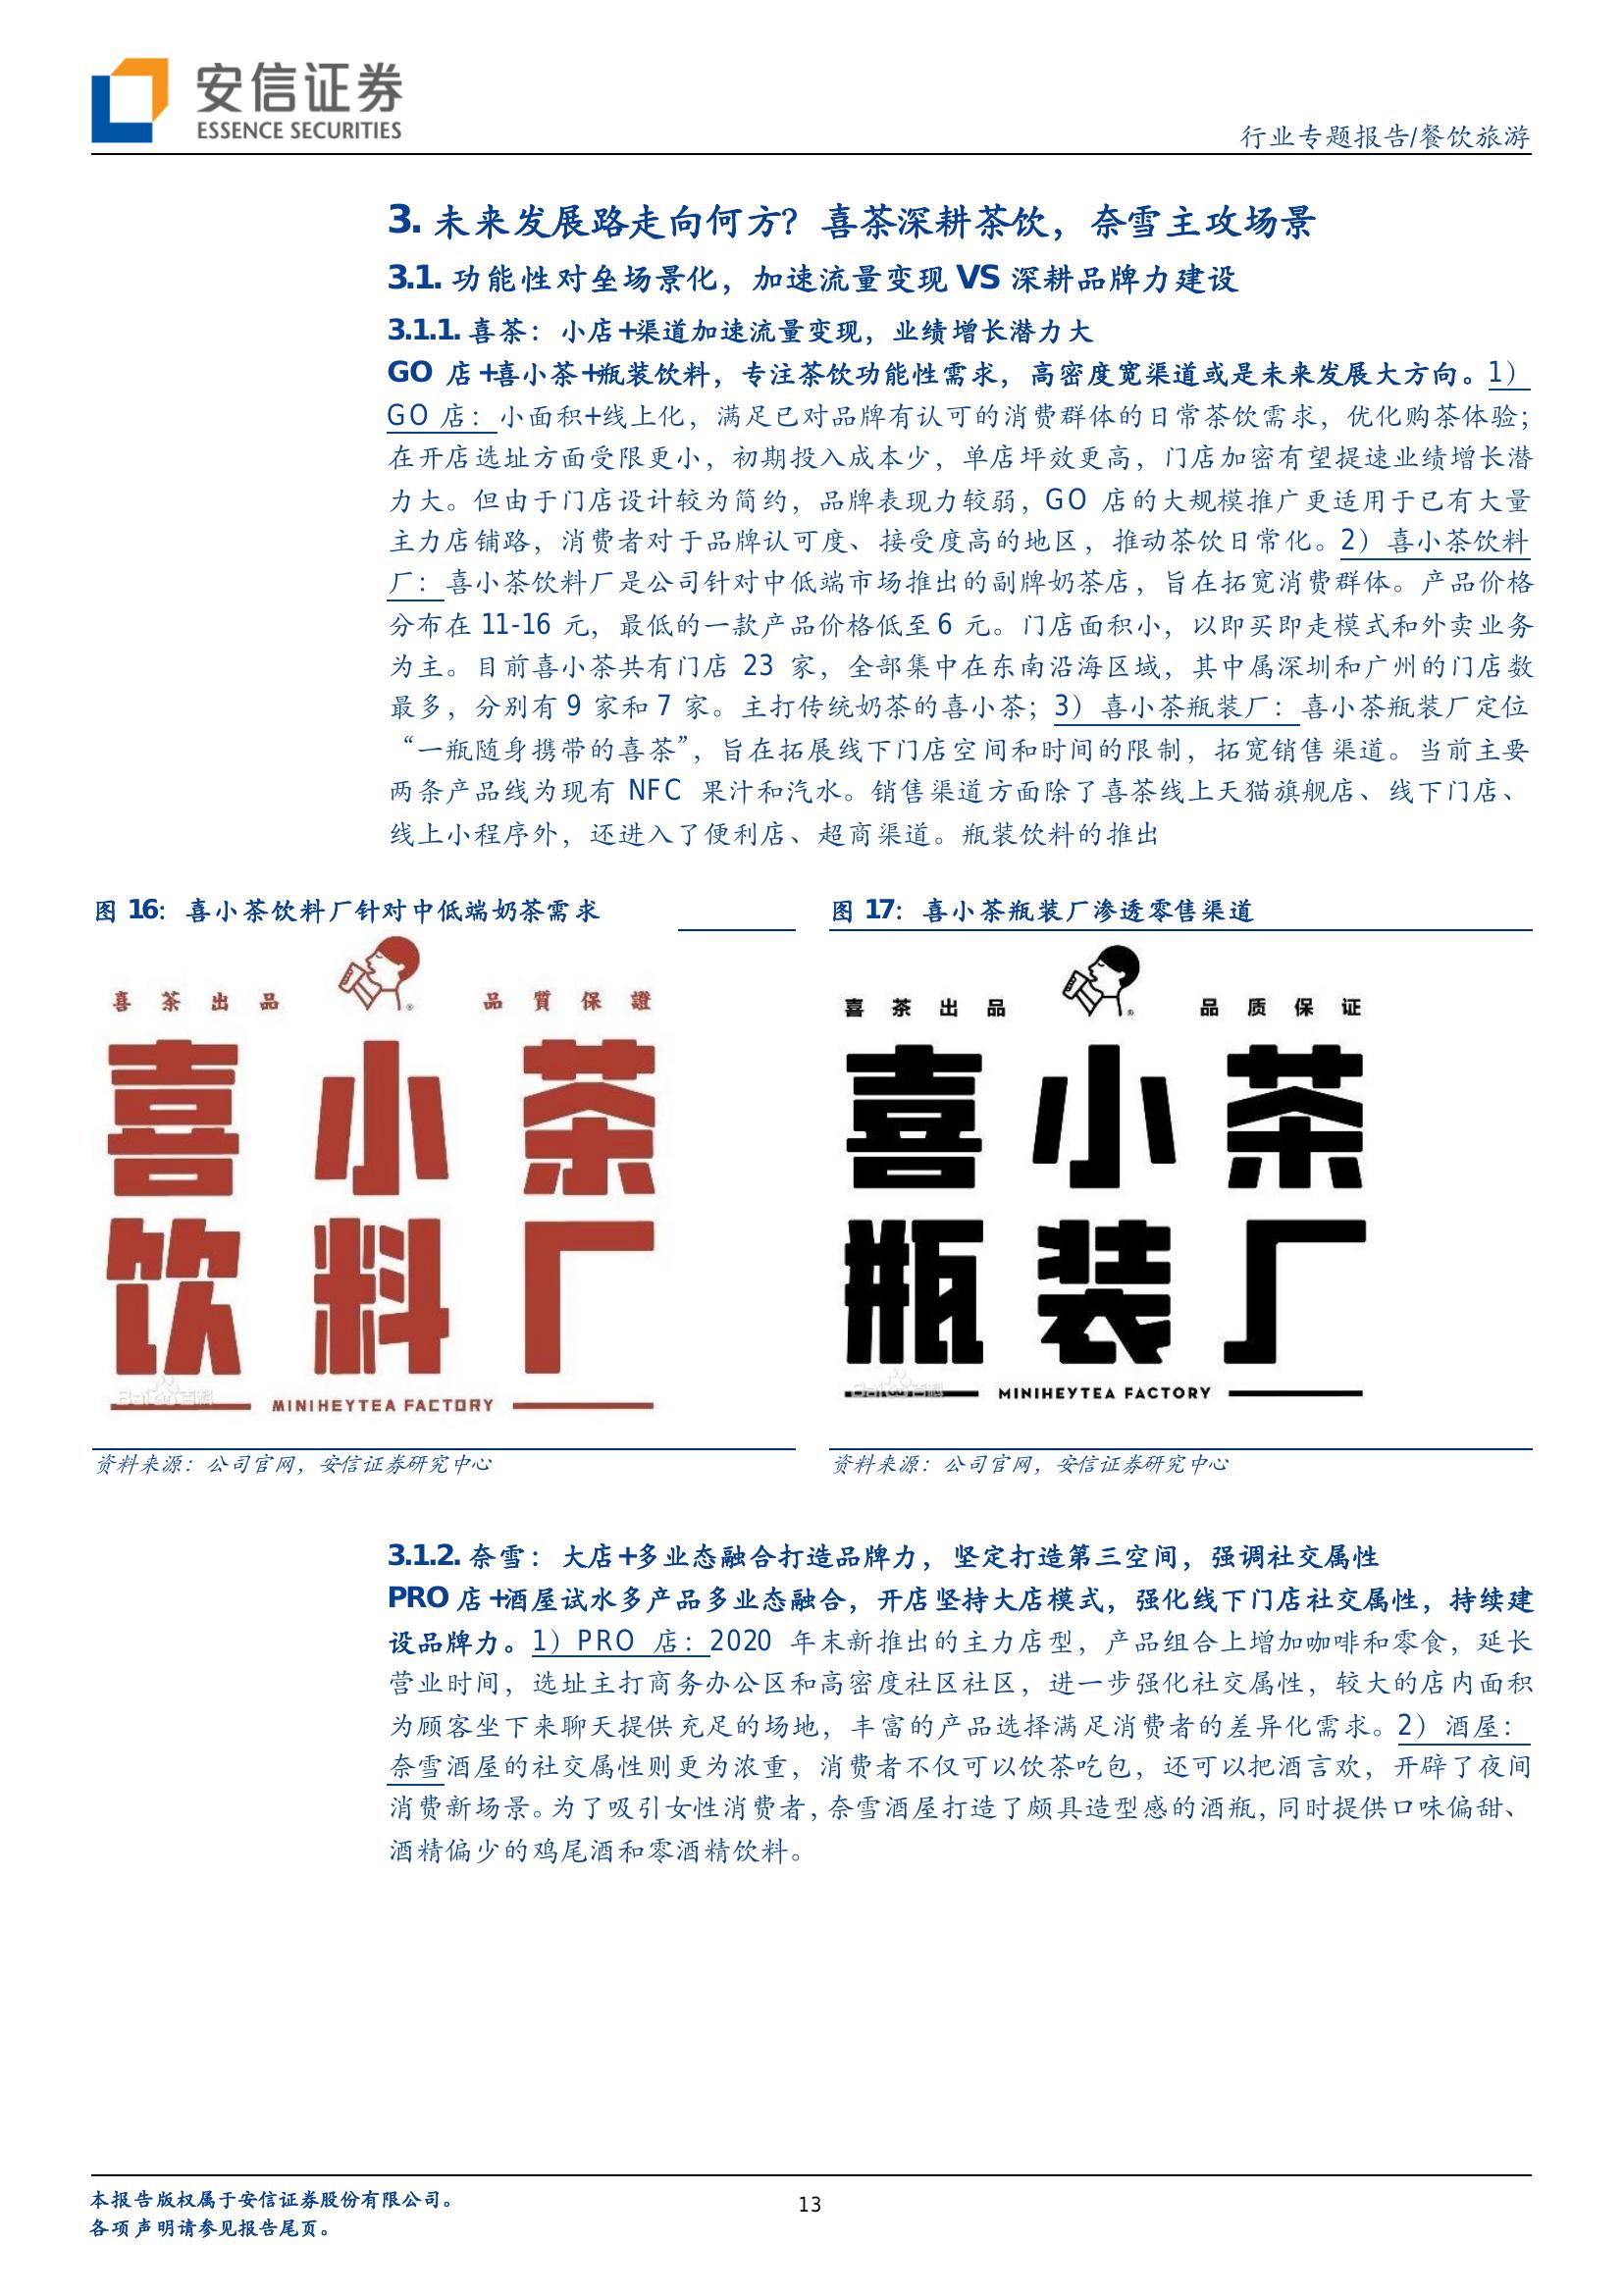 安信证券
ESSENCE SECURITIES
行业专题报告/餐饮旅游
3. 未来发展路走向何方？喜茶深耕茶饮，奈雪主攻场景
3.1. 功能性对垒场景化，加速流量变现 VS 深耕品牌力建设
3.1.1. 喜茶：小店+渠道加速流量变现，业绩增长潜力大
GO 店+喜小茶+瓶装饮料，专注茶饮功能性需求，高密度宽渠道或是未来发展大方向。1）
GO 店：小面积+线上化，满足已对品牌有认可的消费群体的日常茶饮需求，优化购茶体验；
在开店选址方面受限更小，初期投入成本少，单店坪效更高，门店加密有望提速业绩增长潜
力大。但由于门店设计较为简约，品牌表现力较弱，GO 店的大规模推广更适用于已有大量
主力店铺路，消费者对于品牌认可度、接受度高的地区，推动茶饮日常化。2）喜小茶饮料
厂：喜小茶饮料厂是公司针对中低端市场推出的副牌奶茶店，旨在拓宽消费群体。产品价格
分布在 11-16 元，最低的一款产品价格低至 6 元。门店面积小，以即买即走模式和外卖业务
为主。目前喜小茶共有门店 23 家，全部集中在东南沿海区域，其中属深圳和广州的门店数
最多，分别有 9 家和 7 家。主打传统奶茶的喜小茶；3）喜小茶瓶装厂：喜小茶瓶装厂定位
“一瓶随身携带的喜茶”，旨在拓展线下门店空间和时间的限制，拓宽销售渠道。当前主要
两条产品线为现有 NFC 果汁和汽水。销售渠道方面除了喜茶线上天猫旗舰店、线下门店、
线上小程序外，还进入了便利店、超商渠道。瓶装饮料的推出
图 16：喜小茶饮料厂针对中低端奶茶需求
喜茶出品 ® 品質保證
喜小茶
饮料厂
Baidu百科
MINIHEYTEA FACTORY
资料来源：公司官网，安信证券研究中心
图 17：喜小茶瓶装厂渗透零售渠道
喜茶出品 ® 品质保证
喜小茶
瓶装厂
Baidu百科
MINIHEYTEA FACTORY
资料来源：公司官网，安信证券研究中心
3.1.2. 奈雪：大店+多业态融合打造品牌力，坚定打造第三空间，强调社交属性
PRO 店+酒屋试水多产品多业态融合，开店坚持大店模式，强化线下门店社交属性，持续建
设品牌力。1）PRO 店：2020 年末新推出的主力店型，产品组合上增加咖啡和零食，延长
营业时间，选址主打商务办公区和高密度社区社区，进一步强化社交属性，较大的店内面积
为顾客坐下来聊天提供充足的场地，丰富的产品选择满足消费者的差异化需求。2）酒屋：
奈雪酒屋的社交属性则更为浓重，消费者不仅可以饮茶吃包，还可以把酒言欢，开辟了夜间
消费新场景。为了吸引女性消费者，奈雪酒屋打造了颇具造型感的酒瓶，同时提供口味偏甜、
酒精偏少的鸡尾酒和零酒精饮料。
本报告版权属于安信证券股份有限公司。
各项声明请参见报告尾页。
13